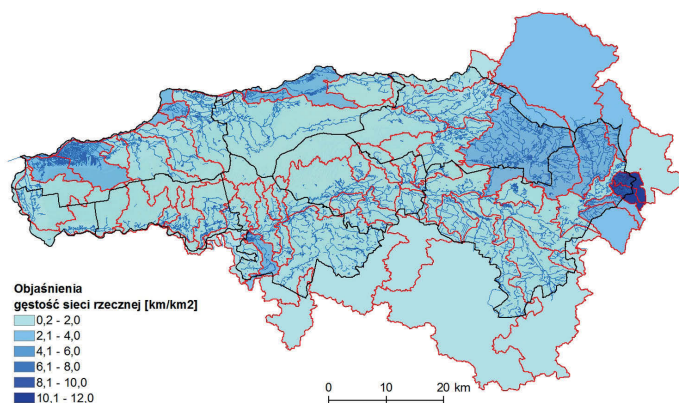 Objaśnienia
gęstość sieci rzecznej [km/km2]
0,2 - 2,0
2,1 - 4,0
4,1 - 6,0
6,1 - 8,0
8,1 - 10,0
10,1 - 12,0
0 10 20 km